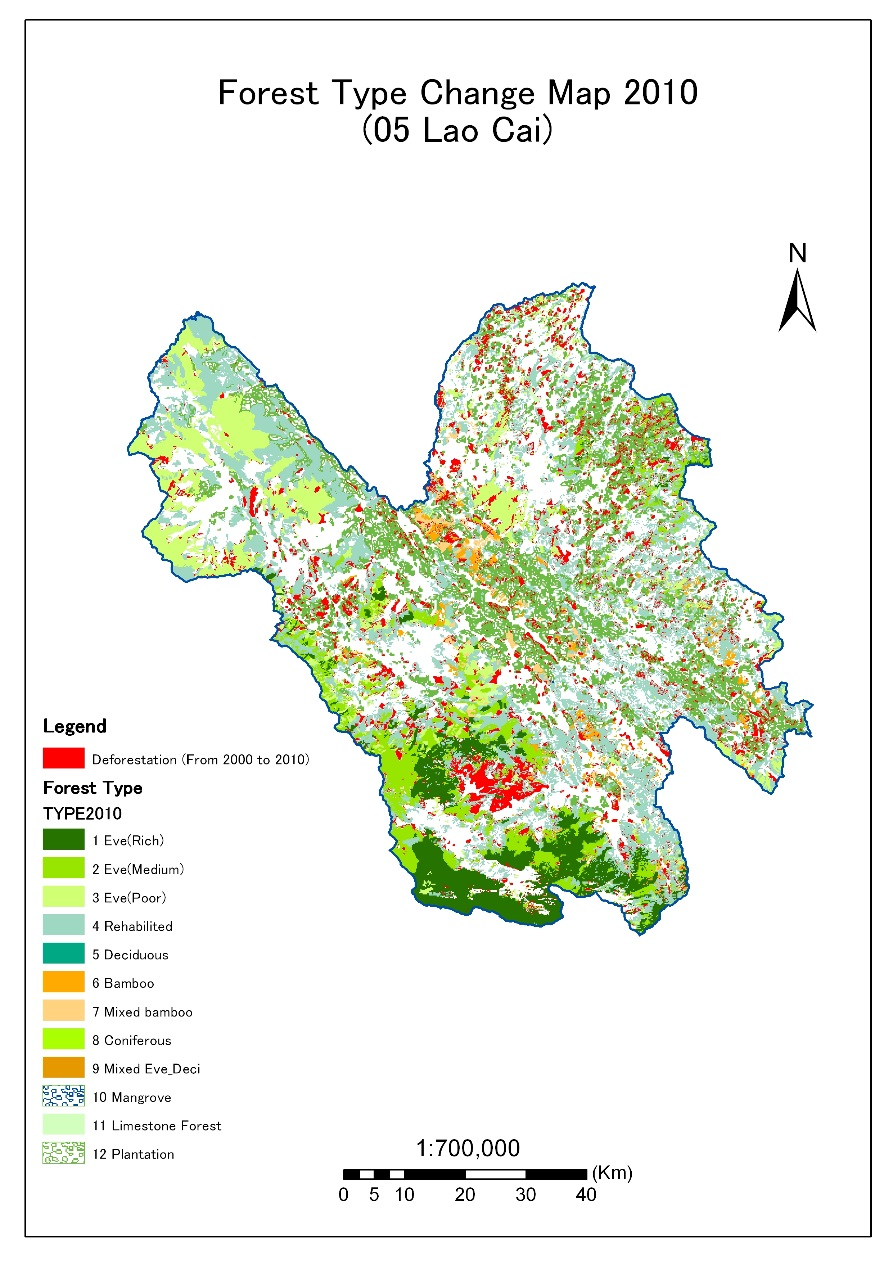 Forest Type Change Map 2010
(05 Lao Cai)
N
Legend
Deforestation (From 2000 to 2010)
Forest Type
TYPE2010
1 Eve(Rich)
2 Eve(Medium)
3 Eve(Poor)
4 Rehabilited
5 Deciduous
6 Bamboo
7 Mixed bamboo
8 Coniferous
9 Mixed Eve_Deci
10 Mangrove
11 Limestone Forest
12 Plantation
1:700,000
(Km)
0 5 10 20 30 40